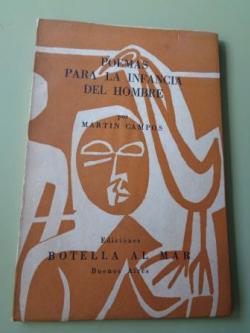 POEMAS
PARA LA INFANCIA
DEL HOMBRE
por
MARTIN CAMPOS
Ediciones
BOTELLA AL MAR
Buenos Aires